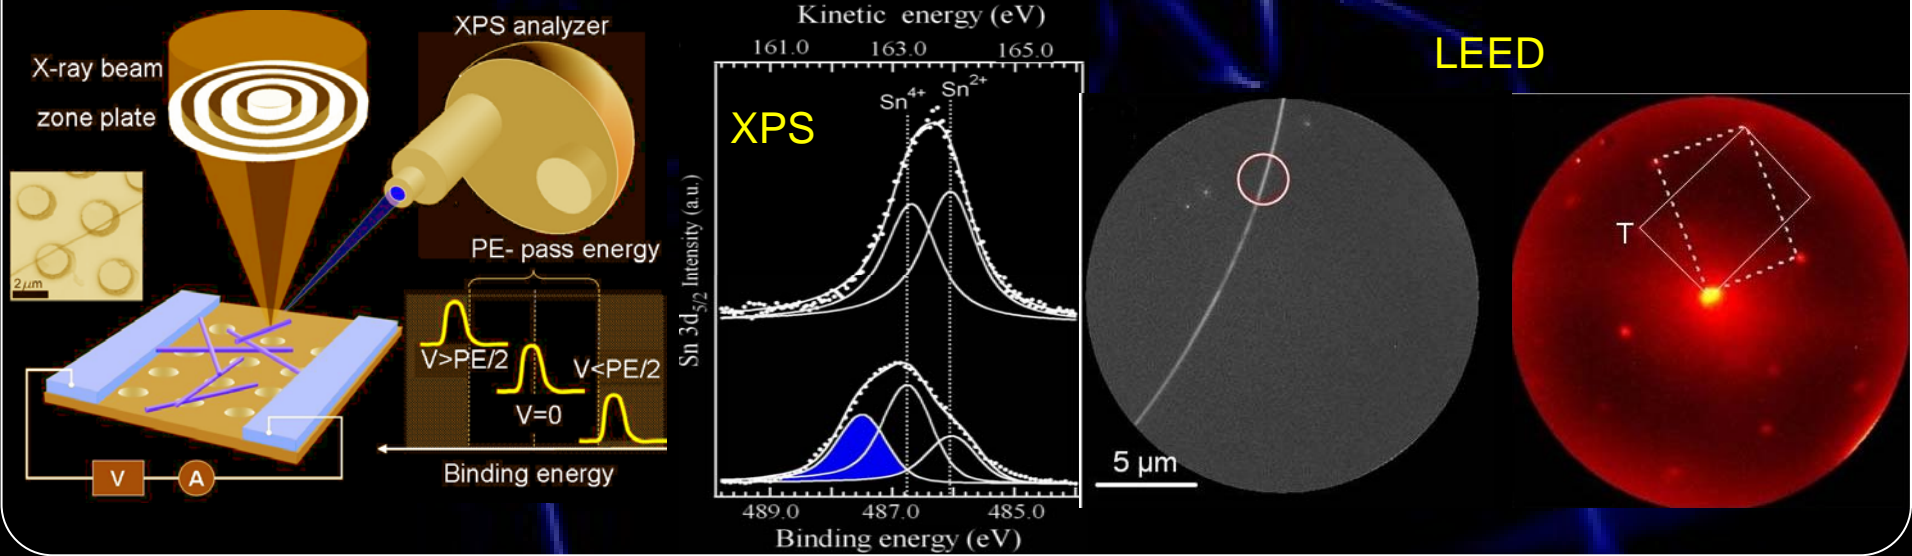 X-ray beam
zone plate
XPS analyzer
2 μm
PE- pass energy
V>PE/2
V=0
V<PE/2
Binding energy
V
A
Kinetic energy (eV)
161.0 163.0 165.0
XPS
Sn4+ Sn2+
Sn 3d5/2 Intensity (a.u.)
489.0 487.0 485.0
Binding energy (eV)
5 μm
LEED
T